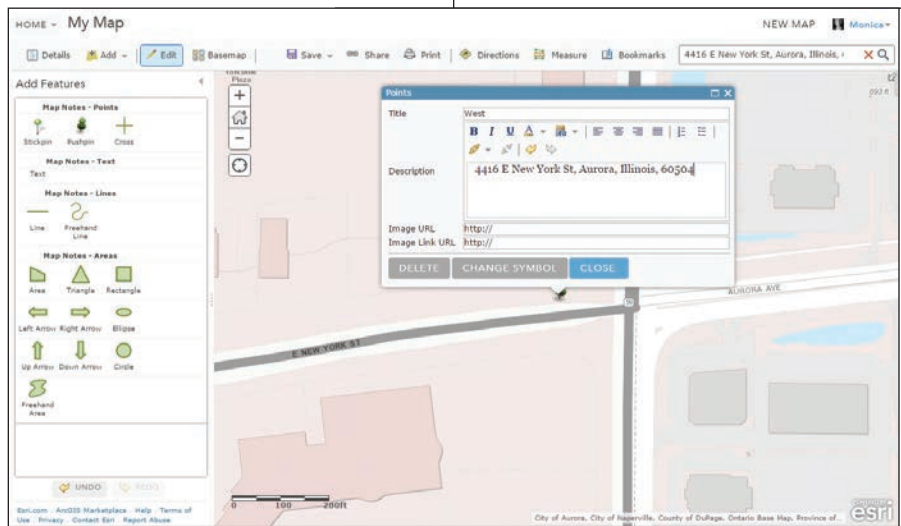 HOME My Map
NEW MAP Monica
Details Add Edit Basemap Save Share Print Directions Measure Bookmarks 4416 E New York St, Aurora, Illinois,
Add Features
Map Notes - Points
Stickpin Pushpin Cross
Map Notes - Text
Text
Map Notes - Lines
Line Freehand
Line
Map Notes - Areas
Area Triangle Rectangle
Left Arrow Right Arrow Ellipse
Up Arrow Down Arrow Circle
Freehand
Area
UNDO REDO
Esri.com . ArcGIS Marketplace . Help . Terms of
Use . Privacy . Contact Esri . Report Abuse
Plaza
Points
Title West
B I U A
Description 4416 E New York St, Aurora, Illinois, 60504
Image URL http://
Image Link URL http://
DELETE CHANGE SYMBOL CLOSE
AURORA AVE
E NEW YORK ST
0 100 200ft
City of Aurora, City of Naperville, County of DuPage, Ontario Base Map, Province of...
esri